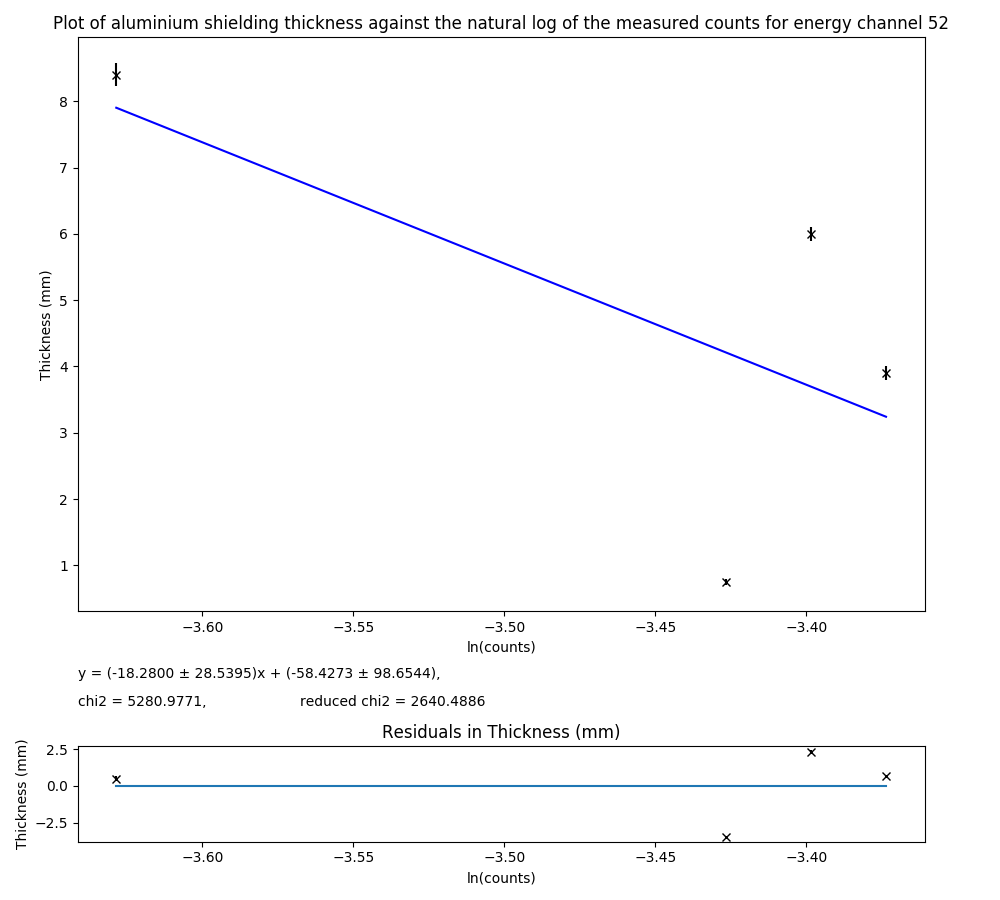 Plot of aluminium shielding thickness against the natural log of the measured counts for energy channel 52
Thickness (mm)
8
7
6
5
4
3
2
1
−3.60 −3.55 −3.50 −3.45 −3.40
ln(counts)
y = (-18.2800 ± 28.5395)x + (-58.4273 ± 98.6544),
chi2 = 5280.9771, reduced chi2 = 2640.4886
Residuals in Thickness (mm)
Thickness (mm)
2.5
0.0
−2.5
−3.60 −3.55 −3.50 −3.45 −3.40
ln(counts)